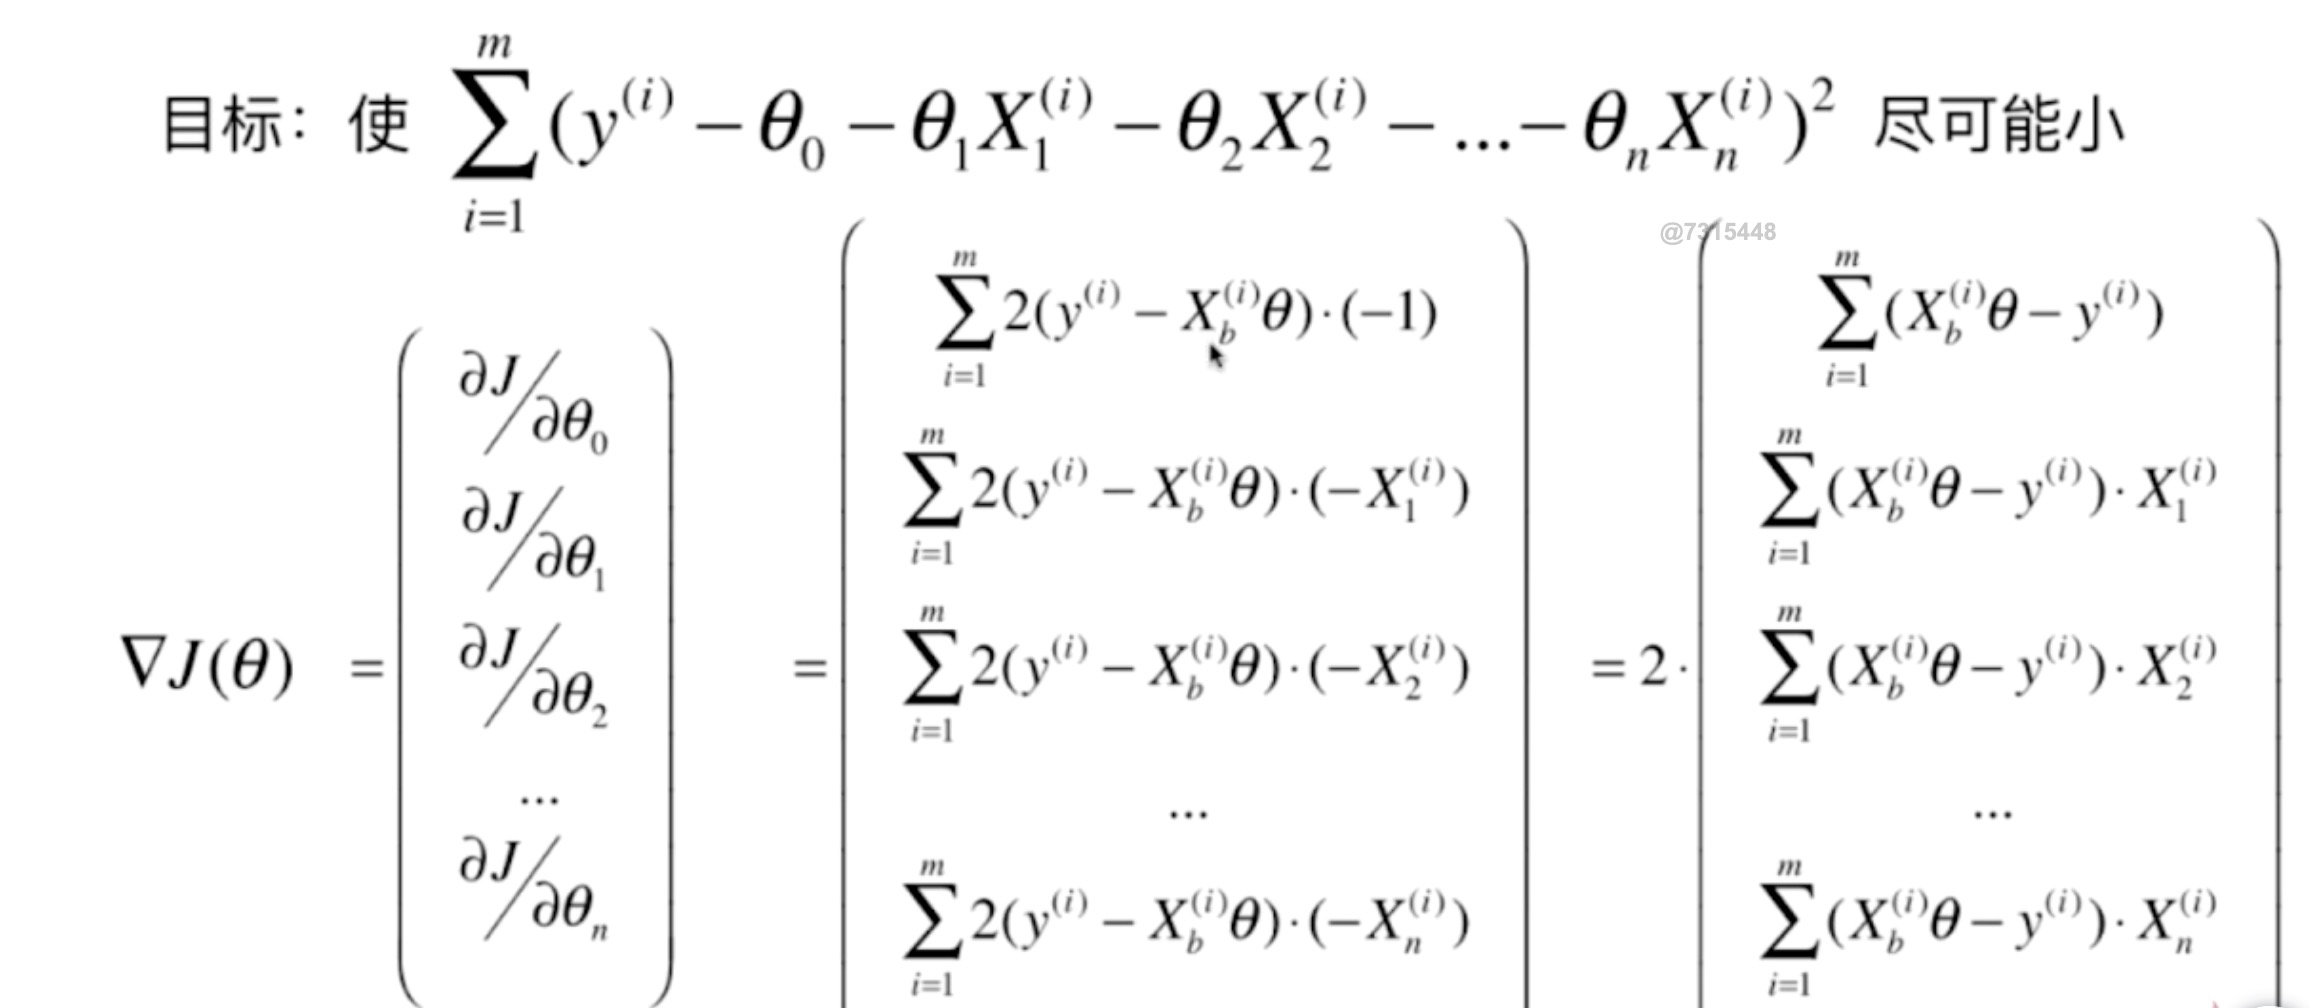 目标：使 \sum_{i=1}^{m}(y^{(i)} - \theta_0 - \theta_1 X_1^{(i)} - \theta_2 X_2^{(i)} - ... - \theta_n X_n^{(i)})^2 尽可能小
@7315448
\nabla J(\theta) = \begin{pmatrix} \partial J / \partial \theta_0 \\ \partial J / \partial \theta_1 \\ \partial J / \partial \theta_2 \\ ... \\ \partial J / \partial \theta_n \end{pmatrix} = \begin{pmatrix} \sum_{i=1}^{m} 2(y^{(i)} - X_b^{(i)}\theta) \cdot (-1) \\ \sum_{i=1}^{m} 2(y^{(i)} - X_b^{(i)}\theta) \cdot (-X_1^{(i)}) \\ \sum_{i=1}^{m} 2(y^{(i)} - X_b^{(i)}\theta) \cdot (-X_2^{(i)}) \\ ... \\ \sum_{i=1}^{m} 2(y^{(i)} - X_b^{(i)}\theta) \cdot (-X_n^{(i)}) \end{pmatrix} = 2 \cdot \begin{pmatrix} \sum_{i=1}^{m} (X_b^{(i)}\theta - y^{(i)}) \\ \sum_{i=1}^{m} (X_b^{(i)}\theta - y^{(i)}) \cdot X_1^{(i)} \\ \sum_{i=1}^{m} (X_b^{(i)}\theta - y^{(i)}) \cdot X_2^{(i)} \\ ... \\ \sum_{i=1}^{m} (X_b^{(i)}\theta - y^{(i)}) \cdot X_n^{(i)} \end{pmatrix}